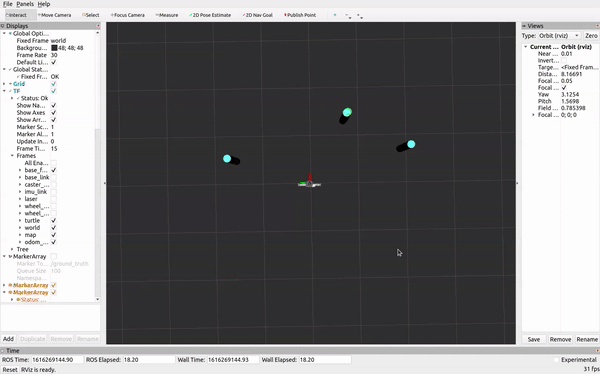 File Panels Help
Interact Move Camera Select Focus Camera Measure 2D Pose Estimate 2D Nav Goal Publish Point
Displays
Global Opti...
Fixed Frame world
Backgrou... 48; 48; 48
Frame Rate 30
Default Li...
Global Stat...
Fixed Fr... OK
Grid
TF
Status: Ok
Show Na...
Show Ax...
Show Arr...
Marker Sc... 1
Marker Al... 1
Update In... 0
Frame Ti... 15
Frames
All Ena...
base_f...
base_link
caster_...
imu_link
laser
wheel_...
wheel_...
turtle
world
map
odom_...
Tree
MarkerArray
Marker To... /ground_truth
Queue Size 100
Namespa...
MarkerArray
MarkerArray
Status: ...
Add Duplicate Remove Rename
Views
Type: Orbit (rviz) Zero
Current ... Orbit (rviz)
Near ... 0.01
Invert...
Target... <Fixed Fram...
Dista... 8.16691
Focal ... 0.05
Focal ...
Yaw 3.1254
Pitch 1.5698
Field ... 0.785398
Focal ... 0; 0; 0
Save Remove Rename
Time
ROS Time: 1616269144.90 ROS Elapsed: 18.20 Wall Time: 1616269144.93 Wall Elapsed: 18.20 Experimental
Reset RViz is ready. 31 fps